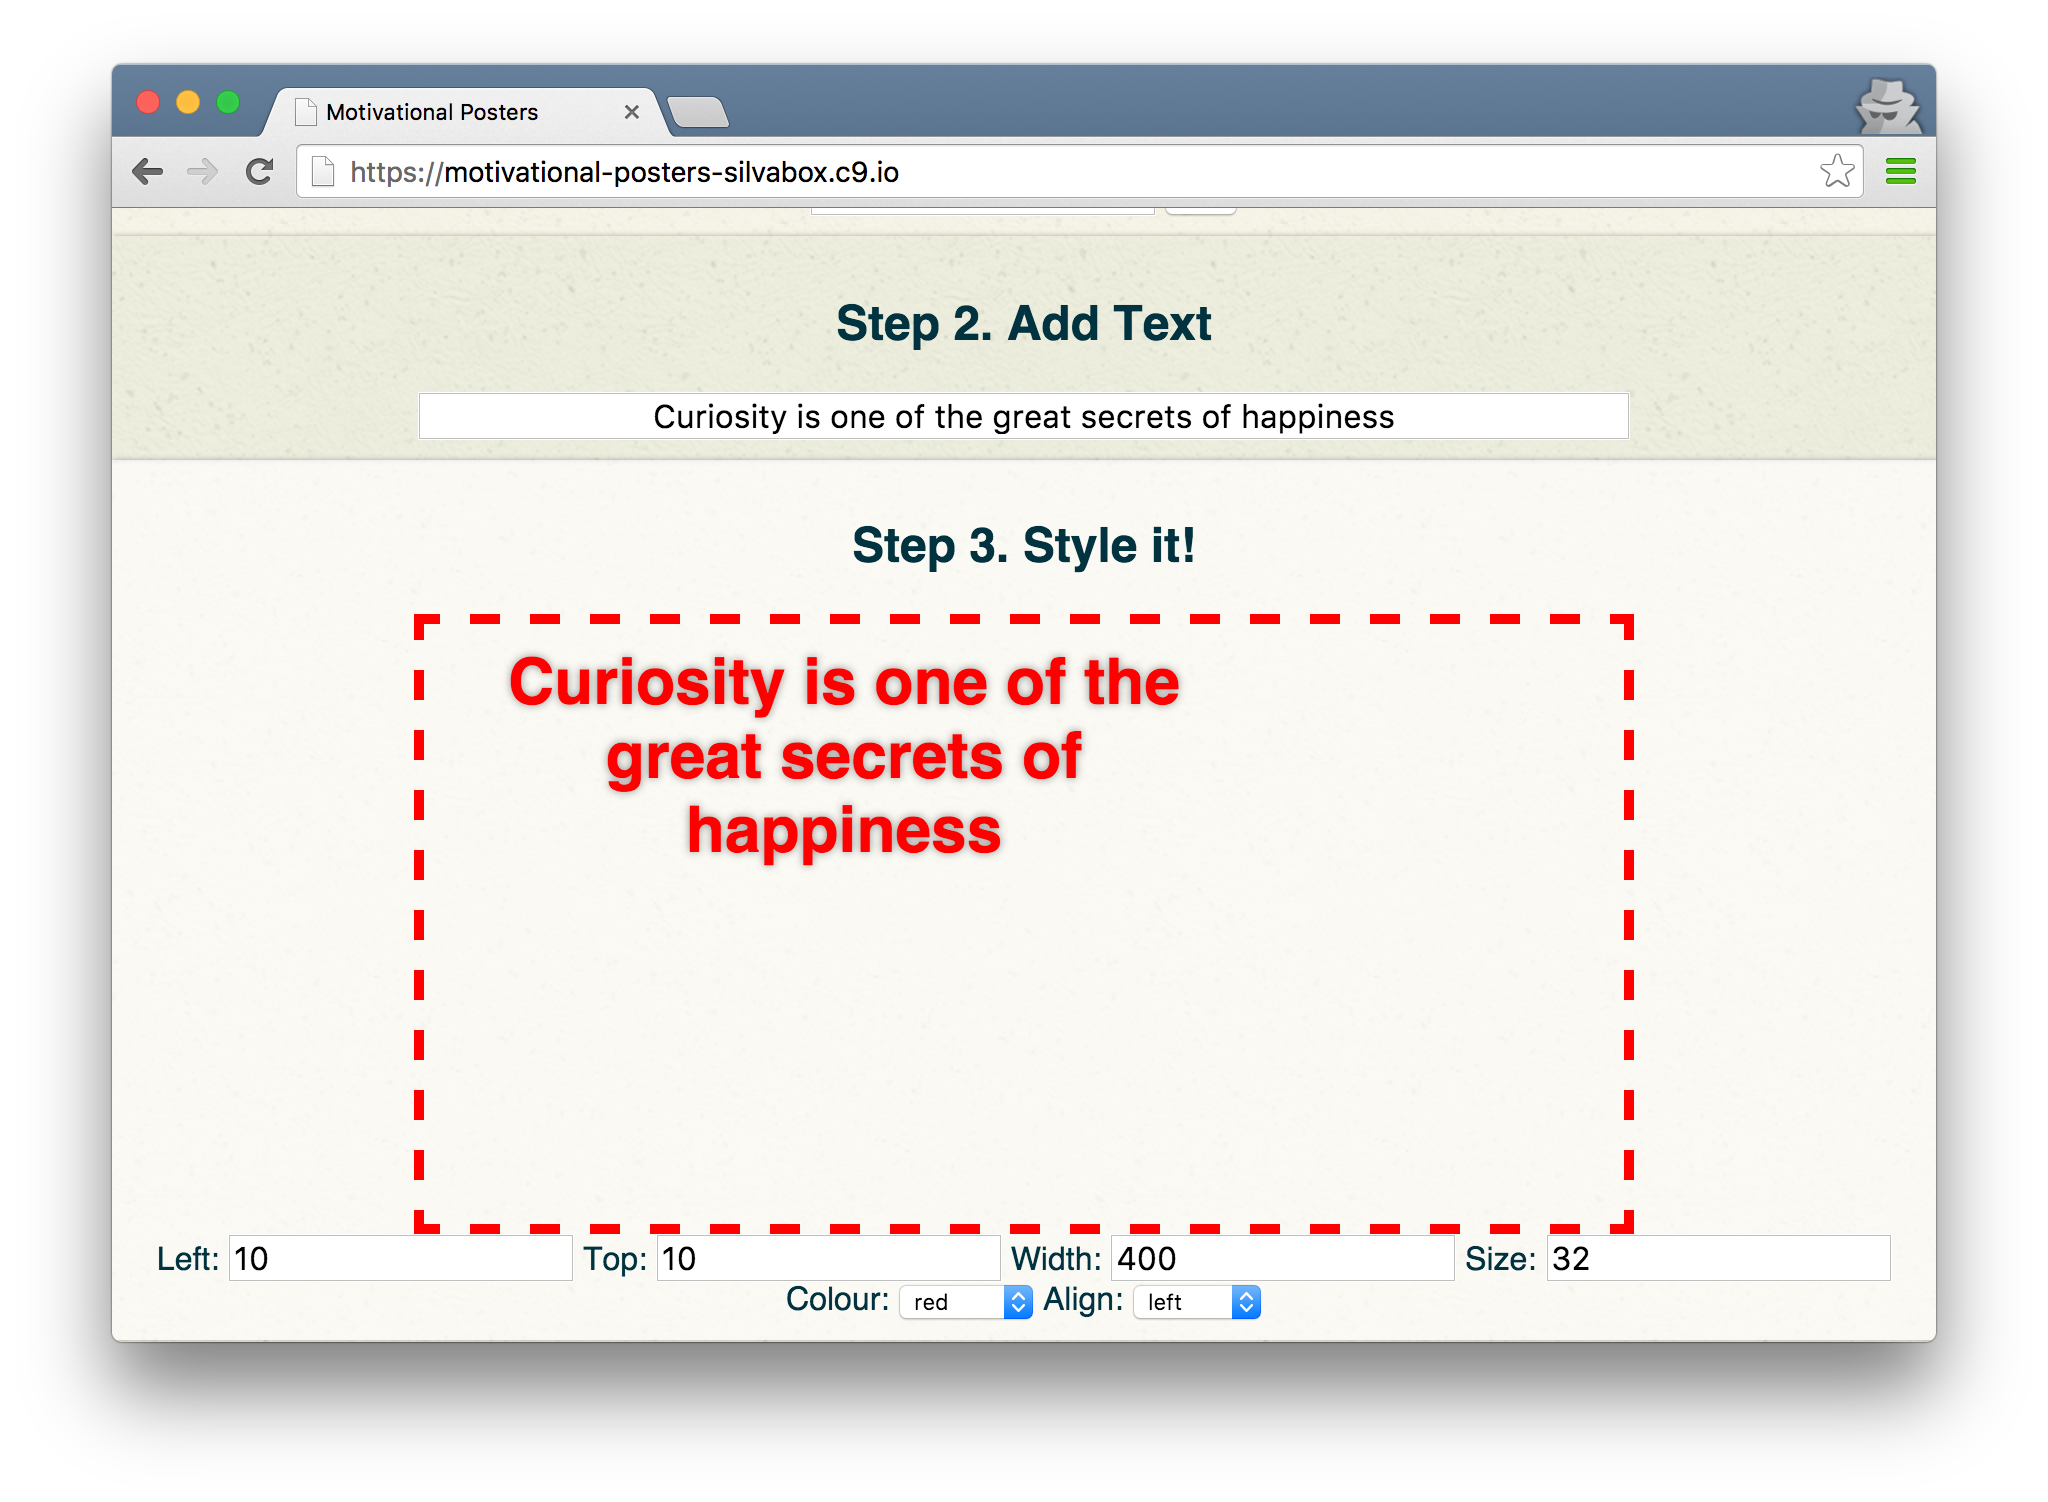 Motivational Posters
https://motivational-posters-silvabox.c9.io
Step 2. Add Text
Curiosity is one of the great secrets of happiness
Step 3. Style it!
Curiosity is one of the
great secrets of
happiness
Left: 10 Top: 10 Width: 400 Size: 32
Colour: red Align: left